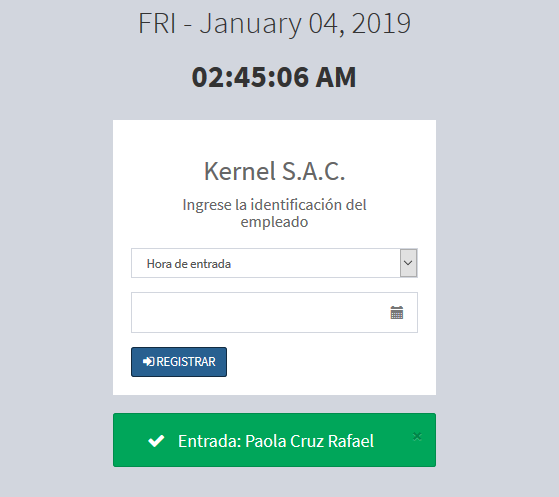 FRI - January 04, 2019
02:45:06 AM
Kernel S.A.C.
Ingrese la identificación del
empleado
Hora de entrada
REGISTRAR
Entrada: Paola Cruz Rafael
×